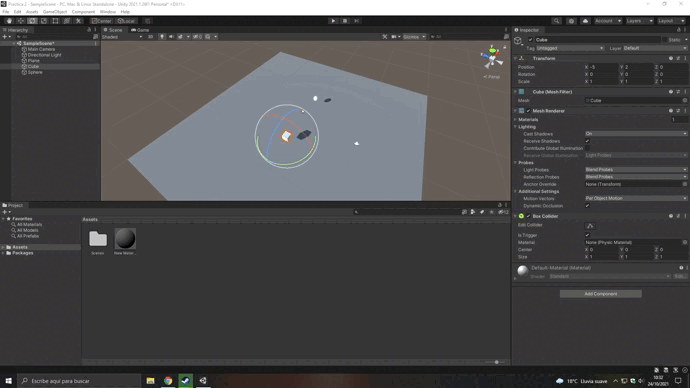 Practica 2 - SampleScene - PC, Mac & Linux Standalone - Unity 2021.1.20f1 Personal* <DX11>
File Edit Assets GameObject Component Window Help
Center Local
Account Layers Layout
Hierarchy
All
SampleScene*
Main Camera
Directional Light
Plane
Cube
Sphere
Scene Game
Shaded 2D Gizmos All
Persp
Project
Favorites
All Materials
All Models
All Prefabs
Assets
Packages
Assets
Scenes
New Mater...
Inspector
Cube Static
Tag Untagged Layer Default
Transform
Position X -5 Y 2 Z 0
Rotation X 0 Y 0 Z 0
Scale X 1 Y 1 Z 1
Cube (Mesh Filter)
Mesh Cube
Mesh Renderer
Materials 1
Lighting
Cast Shadows On
Receive Shadows
Contribute Global Illumination
Receive Global Illumination Light Probes
Probes
Light Probes Blend Probes
Reflection Probes Blend Probes
Anchor Override None (Transform)
Additional Settings
Motion Vectors Per Object Motion
Dynamic Occlusion
Box Collider
Edit Collider
Is Trigger
Material None (Physic Material)
Center X 0 Y 0 Z 0
Size X 1 Y 1 Z 1
Default-Material (Material)
Shader Standard Edit...
Add Component
Escribe aquí para buscar
18°C Lluvia suave
10:32
24/10/2021